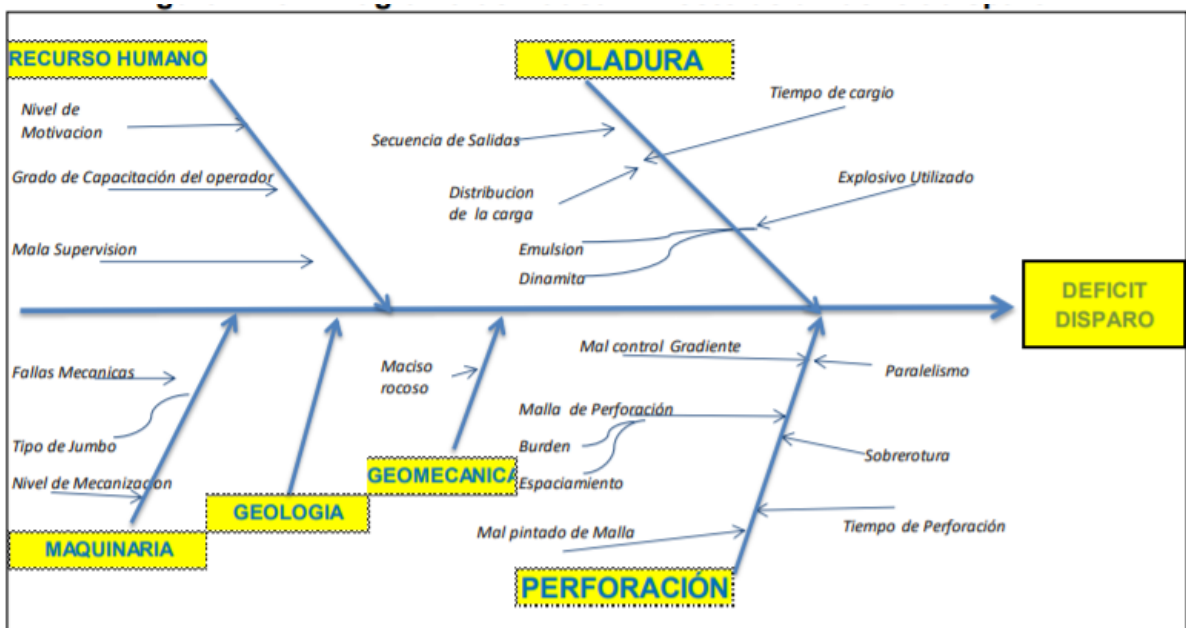 RECURSO HUMANO
VOLADURA
Nivel de
Motivacion
Tiempo de cargio
Secuencia de Salidas
Grado de Capacitación del operador
Distribucion
de la carga
Explosivo Utilizado
Mala Supervision
Emulsion
Dinamita
DEFICIT
DISPARO
Fallas Mecanicas
Maciso
rocoso
Mal control Gradiente
Paralelismo
Tipo de Jumbo
Malla de Perforación
Burden
Espaciamiento
Sobrerotura
Nivel de Mecanizacion
GEOMECANICA
GEOLOGIA
Mal pintado de Malla
Tiempo de Perforación
MAQUINARIA
PERFORACIÓN